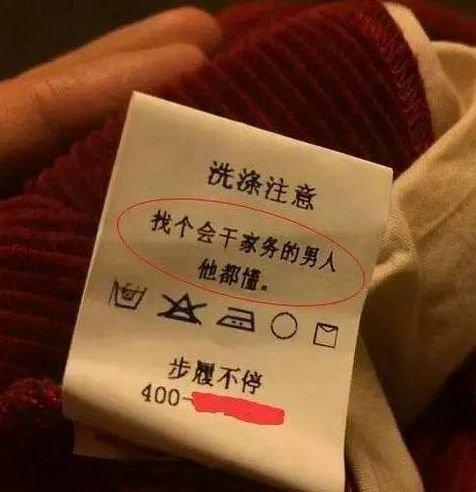 洗涤注意
找个会干家务的男人
他都懂。
步履不停
400-